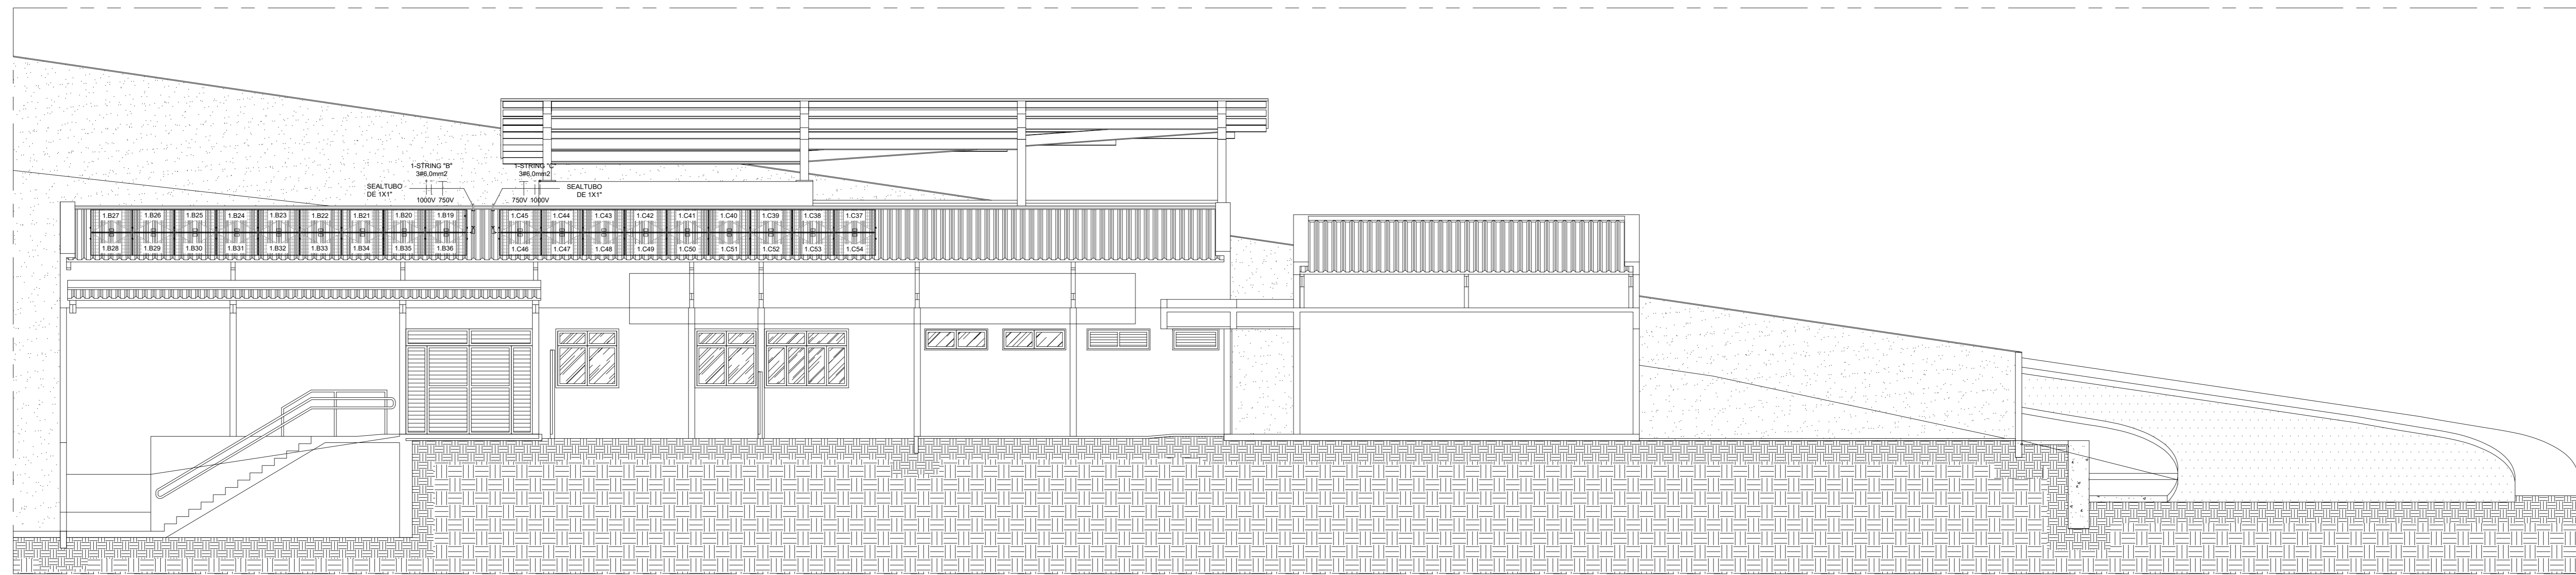 1-STRING "B"
3#6,0mm2
SEALTUBO
DE 1X1"
1000V 750V
1-STRING "C"
3#6,0mm2
SEALTUBO
DE 1X1"
750V 1000V
1.B27 1.B26 1.B25 1.B24 1.B23 1.B22 1.B21 1.B20 1.B19
1.B28 1.B29 1.B30 1.B31 1.B32 1.B33 1.B34 1.B35 1.B36
1.C45 1.C44 1.C43 1.C42 1.C41 1.C40 1.C39 1.C38 1.C37
1.C46 1.C47 1.C48 1.C49 1.C50 1.C51 1.C52 1.C53 1.C54